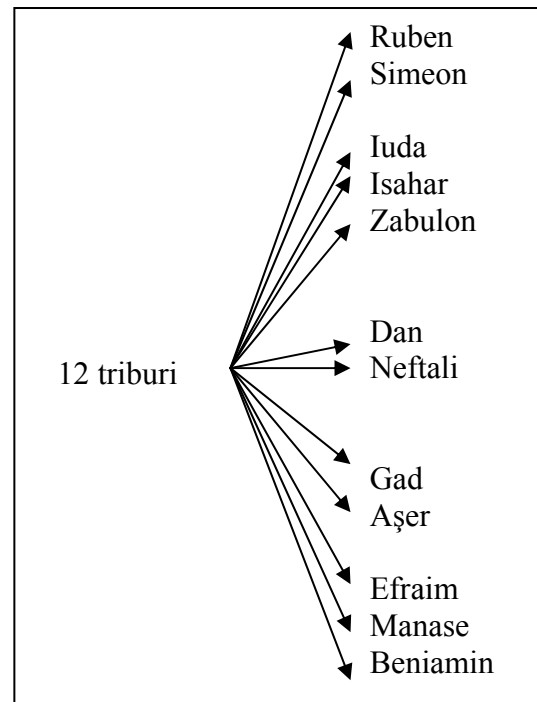 Ruben
Simeon
Iuda
Isahar
Zabulon
Dan
12 triburi
Neftali
Gad
Aşer
Efraim
Manase
Beniamin